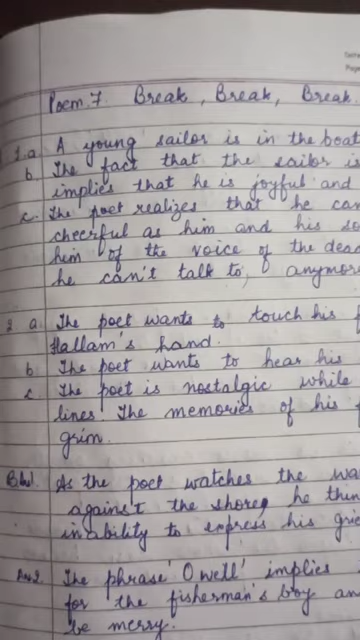 Poem.7. Break, Break, Break
1.a A young sailor is in the boat
b The fact that the sailor is
implies that he is joyful and
c. The poet realizes that he can
cheerful as him and his so
him of the voice of the dead
he can't talk to, anymore
2 a. The poet wants to touch his f
Hallam's hand.
b The poet wants to hear his
c The poet is nostalgic while
lines. The memories of his f
grim.
As the poet watches the wa
against the shores he thin
inability to express his grie
Ans2. The phrase 'O well' implies
for the fisherman's boy an
be merry.